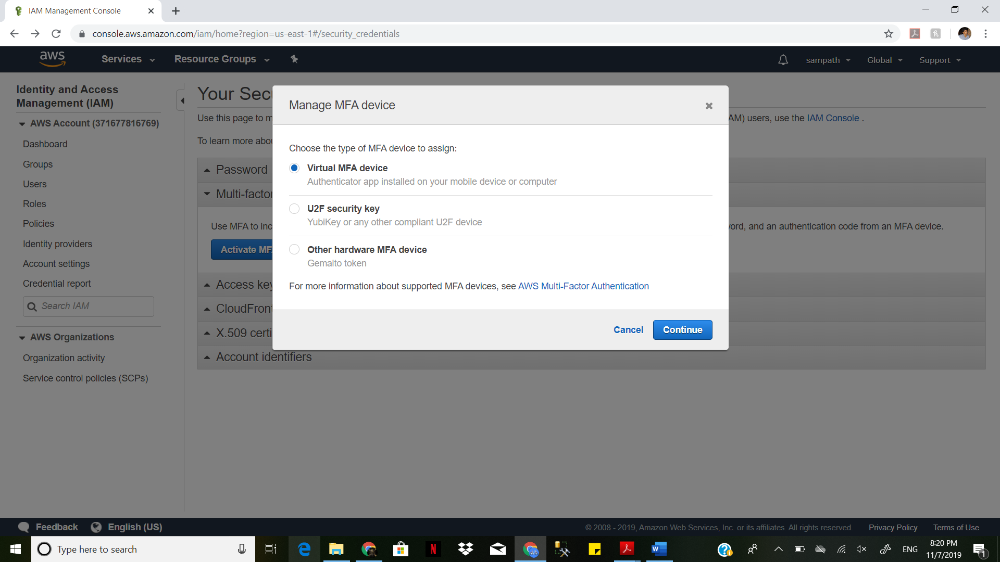 IAM Management Console
console.aws.amazon.com/iam/home?region=us-east-1#/security_credentials
aws
Services
Resource Groups
sampath
Global
Support
Identity and Access
Management (IAM)
AWS Account (371677816769)
Dashboard
Groups
Users
Roles
Policies
Identity providers
Account settings
Credential report
Search IAM
AWS Organizations
Organization activity
Service control policies (SCPs)
Your Sec
Use this page to m
AM) users, use the IAM Console .
To learn more abou
Password
Multi-factor
Use MFA to inc
ord, and an authentication code from an MFA device.
Activate MF
Access key
CloudFront
X.509 certi
Account identifiers
Manage MFA device
Choose the type of MFA device to assign:
Virtual MFA device
Authenticator app installed on your mobile device or computer
U2F security key
YubiKey or any other compliant U2F device
Other hardware MFA device
Gemalto token
For more information about supported MFA devices, see AWS Multi-Factor Authentication
Cancel
Continue
Feedback
English (US)
© 2008 - 2019, Amazon Web Services, Inc. or its affiliates. All rights reserved.
Privacy Policy
Terms of Use
Type here to search
ENG
8:20 PM
11/7/2019
1